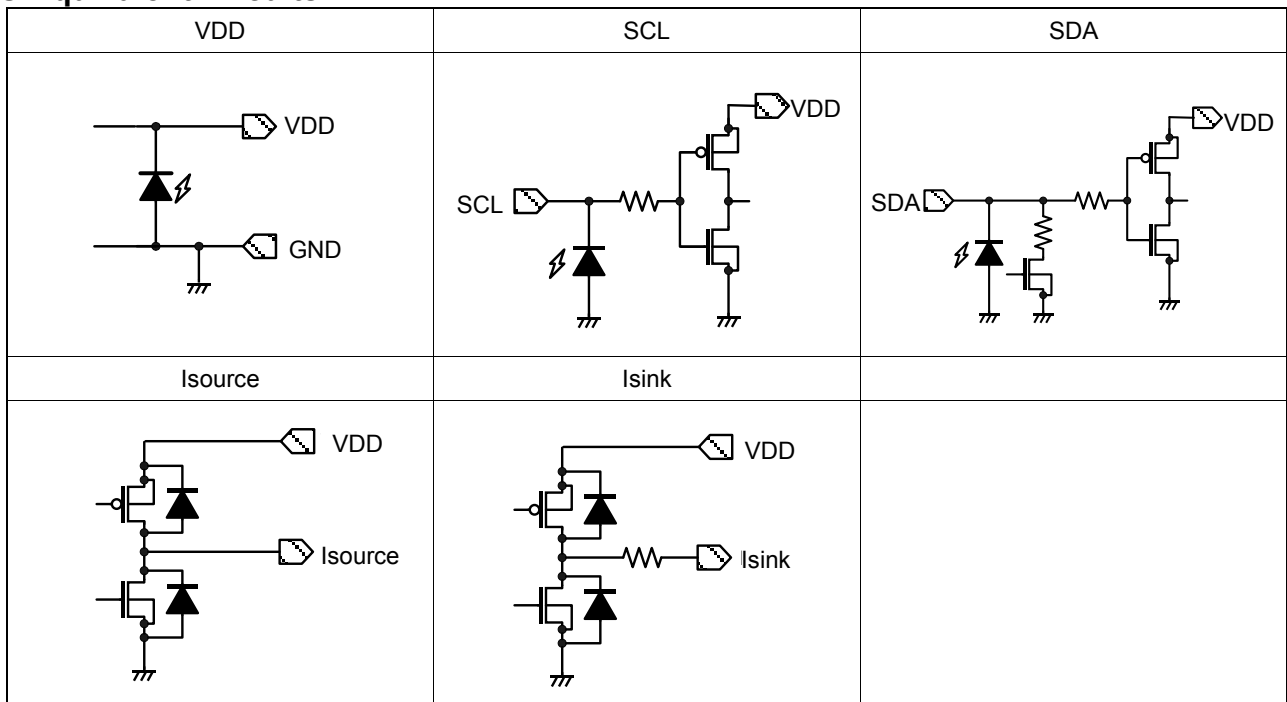 VDD
SCL
SDA
VDD
GND
SCL
VDD
SDA
VDD
Isource
Isink
VDD
Isource
VDD
Isink